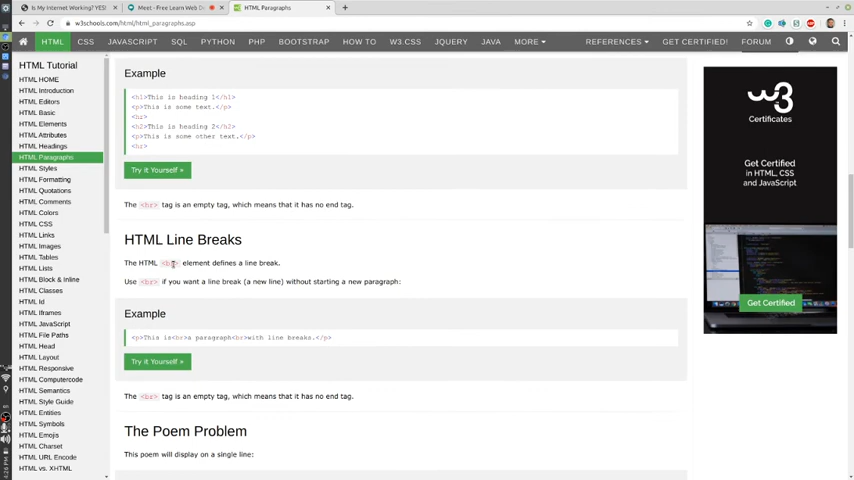 Is My Internet Working? YES!
Meet - Free Learn Web D
HTML Paragraphs
w3schools.com/html/html_paragraphs.asp
HTML CSS JAVASCRIPT SQL PYTHON PHP BOOTSTRAP HOW TO W3.CSS JQUERY JAVA MORE REFERENCES GET CERTIFIED! FORUM
HTML Tutorial
HTML HOME
HTML Introduction
HTML Editors
HTML Basic
HTML Elements
HTML Attributes
HTML Headings
HTML Paragraphs
HTML Styles
HTML Formatting
HTML Quotations
HTML Comments
HTML Colors
HTML CSS
HTML Links
HTML Images
HTML Tables
HTML Lists
HTML Block & Inline
HTML Classes
HTML Id
HTML Iframes
HTML JavaScript
HTML File Paths
HTML Head
HTML Layout
HTML Responsive
HTML Computercode
HTML Semantics
HTML Style Guide
HTML Entities
HTML Symbols
HTML Emojis
HTML Charset
HTML URL Encode
HTML vs. XHTML
Example
<h1>This is heading 1</h1>
<p>This is some text.</p>
<hr>
<h2>This is heading 2</h2>
<p>This is some other text.</p>
<hr>
Try it Yourself »
The <hr> tag is an empty tag, which means that it has no end tag.
HTML Line Breaks
The HTML <br> element defines a line break.
Use <br> if you want a line break (a new line) without starting a new paragraph:
Example
<p>This is<br>a paragraph<br>with line breaks.</p>
Try it Yourself »
The <br> tag is an empty tag, which means that it has no end tag.
The Poem Problem
This poem will display on a single line:
w3
Certificates
Get Certified
in HTML, CSS
and JavaScript
Get Certified
4:26 PM